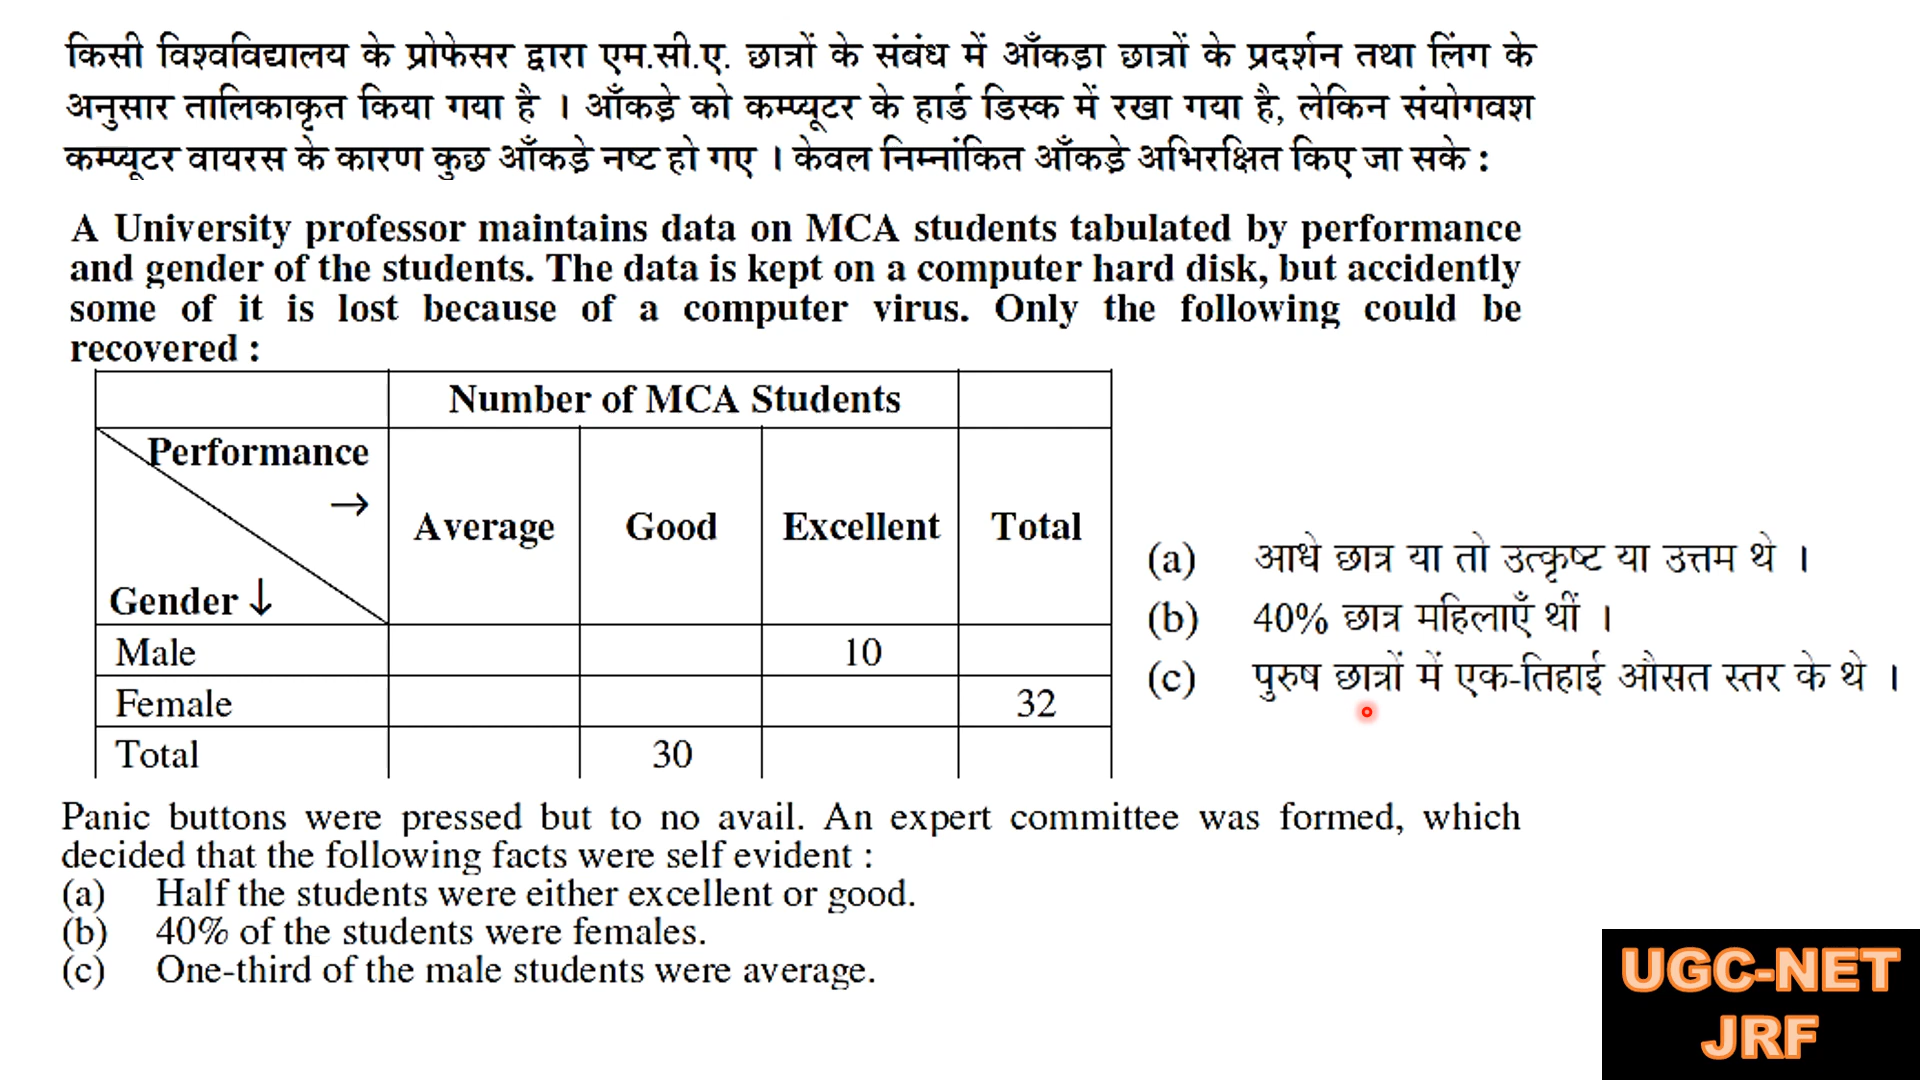 किसी विश्वविद्यालय के प्रोफेसर द्वारा एम.सी.ए. छात्रों के संबंध में आँकड़ा छात्रों के प्रदर्शन तथा लिंग के
अनुसार तालिकाकृत किया गया है । आँकड़े को कम्प्यूटर के हार्ड डिस्क में रखा गया है, लेकिन संयोगवश
कम्प्यूटर वायरस के कारण कुछ आँकड़े नष्ट हो गए । केवल निम्नांकित आँकड़े अभिरक्षित किए जा सके :
A University professor maintains data on MCA students tabulated by performance
and gender of the students. The data is kept on a computer hard disk, but accidently
some of it is lost because of a computer virus. Only the following could be
recovered :
Number of MCA Students
Performance
→
Gender ↓
Average Good Excellent Total
Male 10
Female 32
Total 30
(a) आधे छात्र या तो उत्कृष्ट या उत्तम थे ।
(b) 40% छात्र महिलाएँ थीं ।
(c) पुरुष छात्रों में एक-तिहाई औसत स्तर के थे ।
Panic buttons were pressed but to no avail. An expert committee was formed, which
decided that the following facts were self evident :
(a) Half the students were either excellent or good.
(b) 40% of the students were females.
(c) One-third of the male students were average.
UGC-NET
JRF